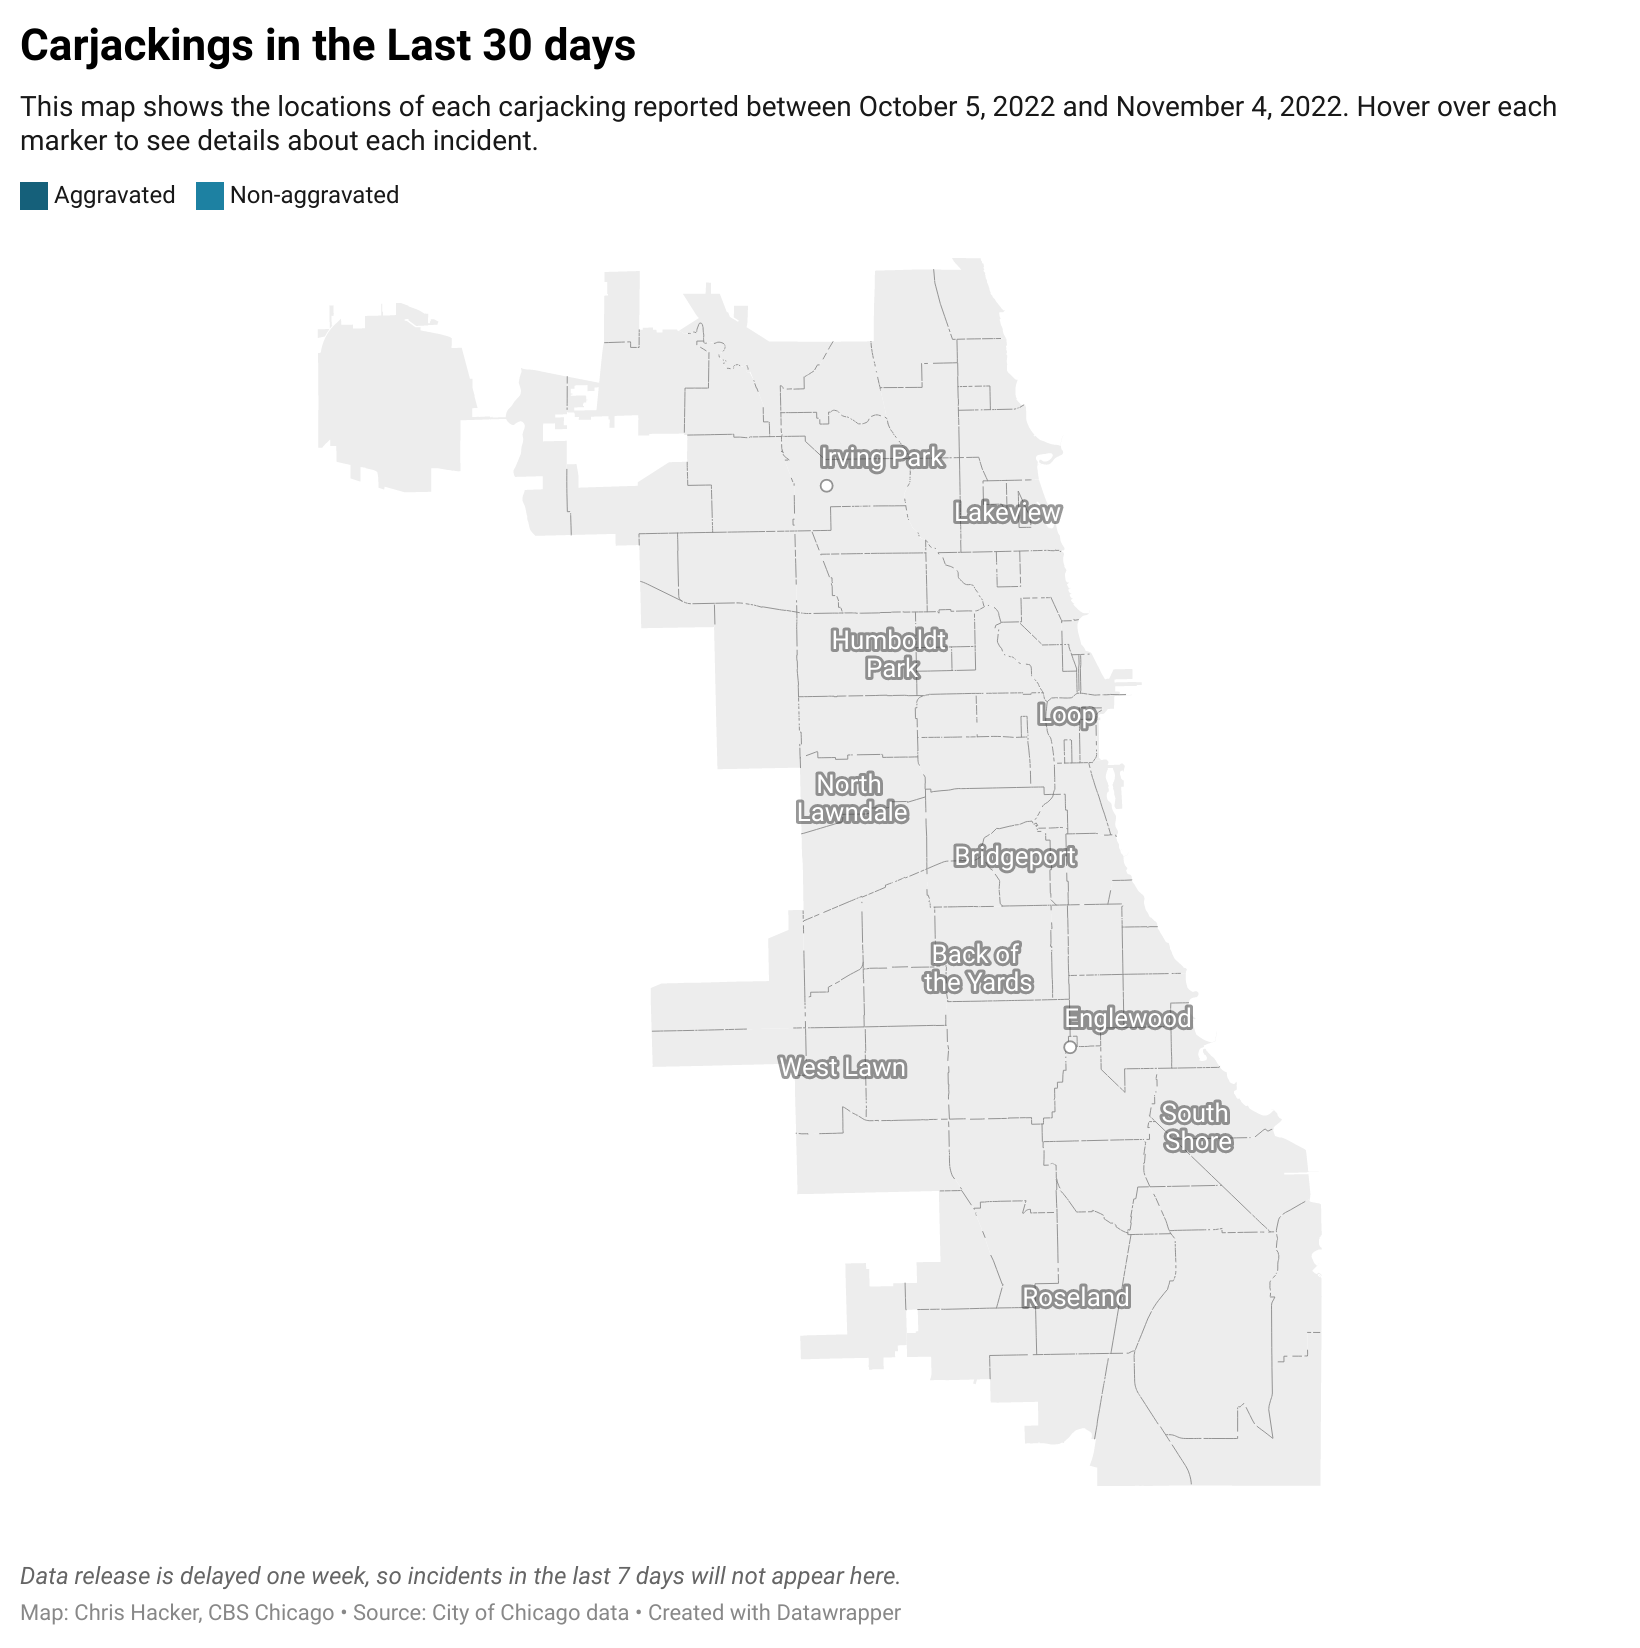 Carjackings in the Last 30 days
This map shows the locations of each carjacking reported between October 5, 2022 and November 4, 2022. Hover over each
marker to see details about each incident.
Aggravated Non-aggravated
Irving Park
Lakeview
Humboldt
Park
Loop
North
Lawndale
Bridgeport
Back of
the Yards
Englewood
West Lawn
South
Shore
Roseland
Data release is delayed one week, so incidents in the last 7 days will not appear here.
Map: Chris Hacker, CBS Chicago • Source: City of Chicago data • Created with Datawrapper